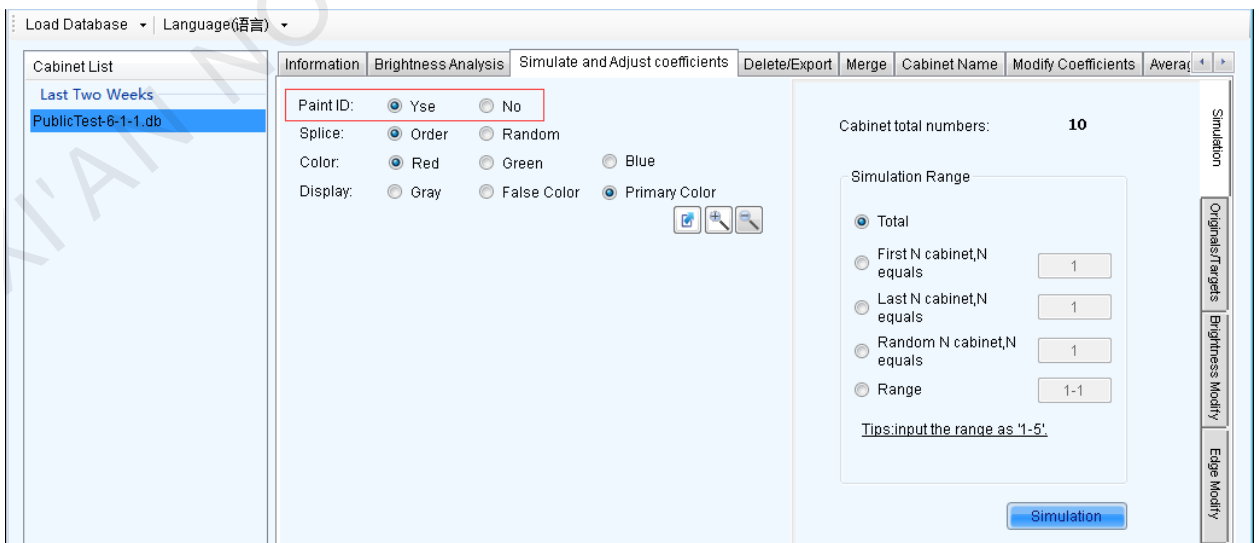 Load Database Language(语言)
Cabinet List
Last Two Weeks
PublicTest-6-1-1.db
Information Brightness Analysis Simulate and Adjust coefficients Delete/Export Merge Cabinet Name Modify Coefficients
Paint ID: Yse No
Splice: Order Random
Color: Red Green Blue
Display: Gray False Color Primary Color
Cabinet total numbers: 10
Simulation Range
Total
First N cabinet,N
equals 1
Last N cabinet,N
equals 1
Random N cabinet,N
equals 1
Range 1-1
Tips:input the range as '1-5'.
Simulation
Simulation
Originals/Targets
Brightness Modify
Edge Modify
XI'AN NO